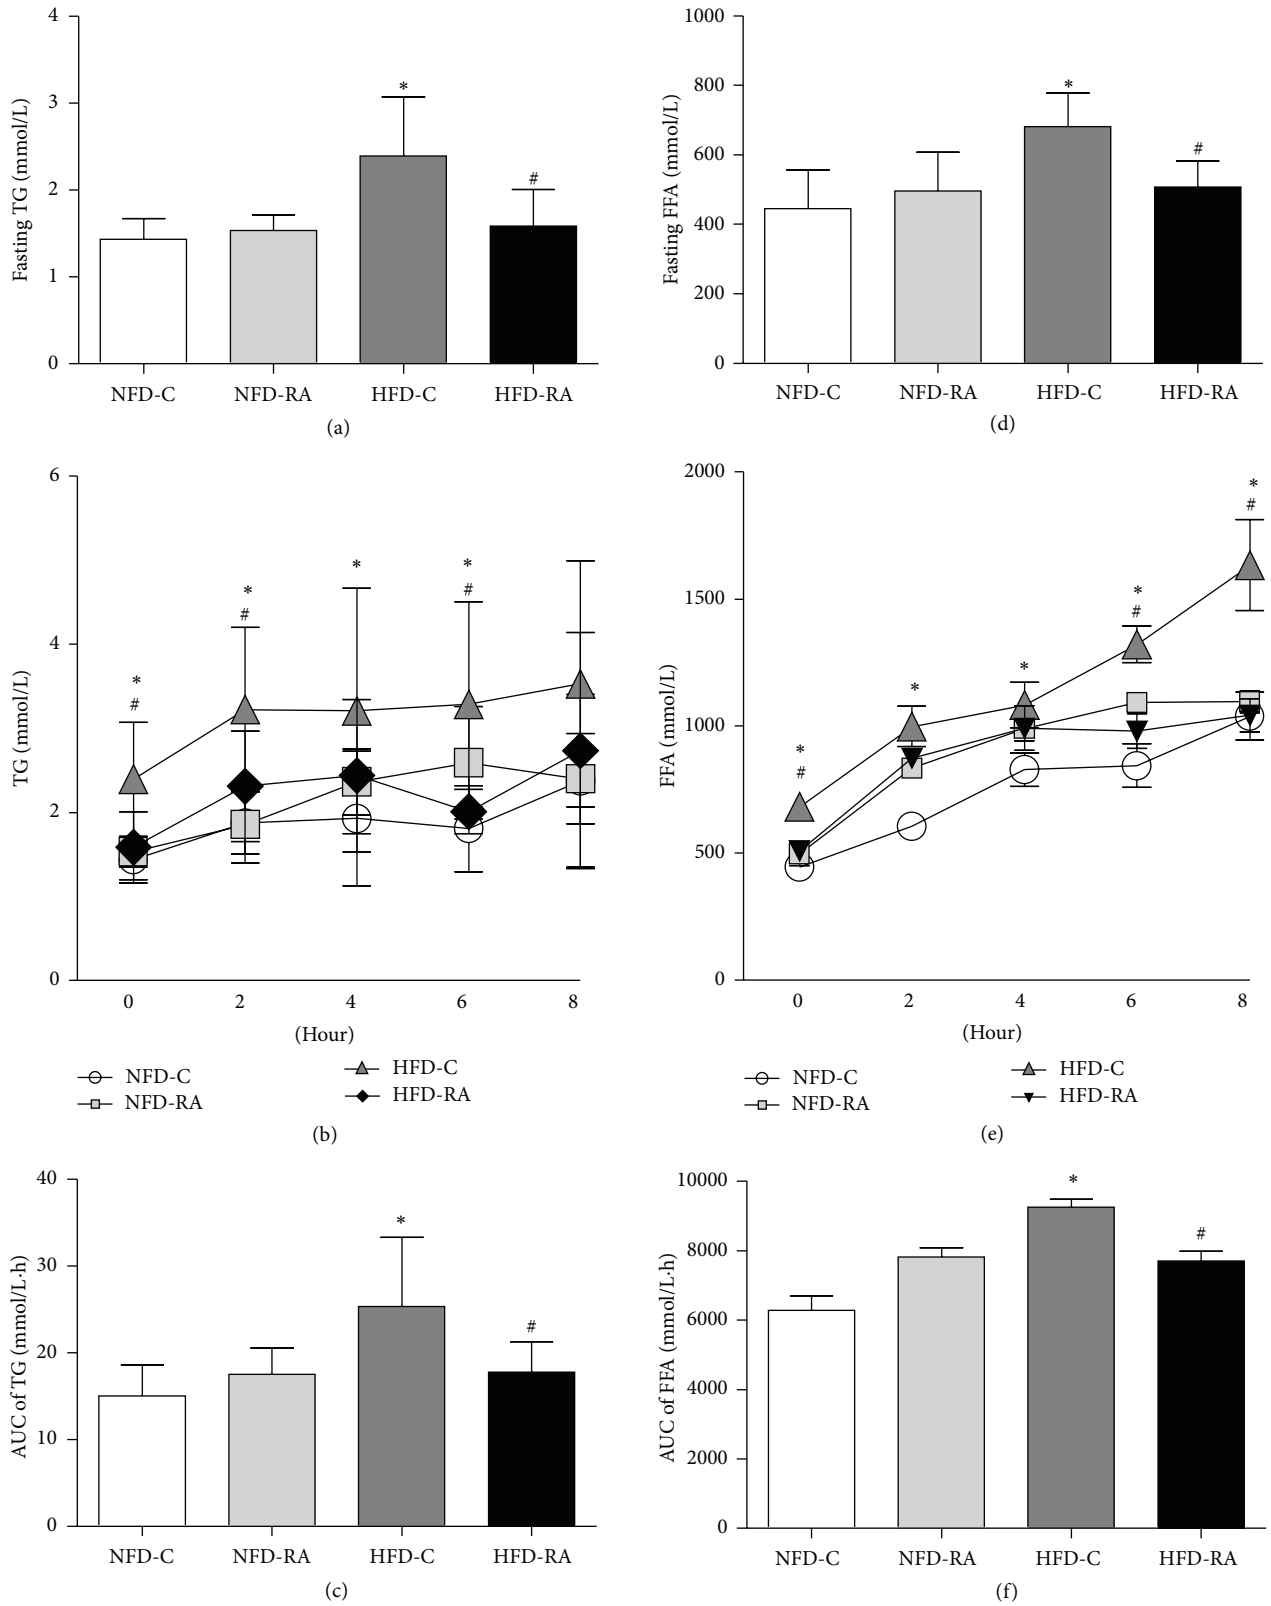 4
3
2
1
0
Fasting TG (mmol/L)
*
#
NFD-C NFD-RA HFD-C HFD-RA
(a)
1000
800
600
400
200
0
Fasting FFA (mmol/L)
*
#
NFD-C NFD-RA HFD-C HFD-RA
(d)
6
4
2
0
TG (mmol/L)
*
#
*
#
*
*
#
0 2 4 6 8
(Hour)
NFD-C
NFD-RA
HFD-C
HFD-RA
(b)
2000
1500
1000
500
0
FFA (mmol/L)
*
#
*
*
*
#
*
#
0 2 4 6 8
(Hour)
NFD-C
NFD-RA
HFD-C
HFD-RA
(e)
40
30
20
10
0
AUC of TG (mmol/L·h)
*
#
NFD-C NFD-RA HFD-C HFD-RA
(c)
10000
8000
6000
4000
2000
0
AUC of FFA (mmol/L·h)
*
#
NFD-C NFD-RA HFD-C HFD-RA
(f)